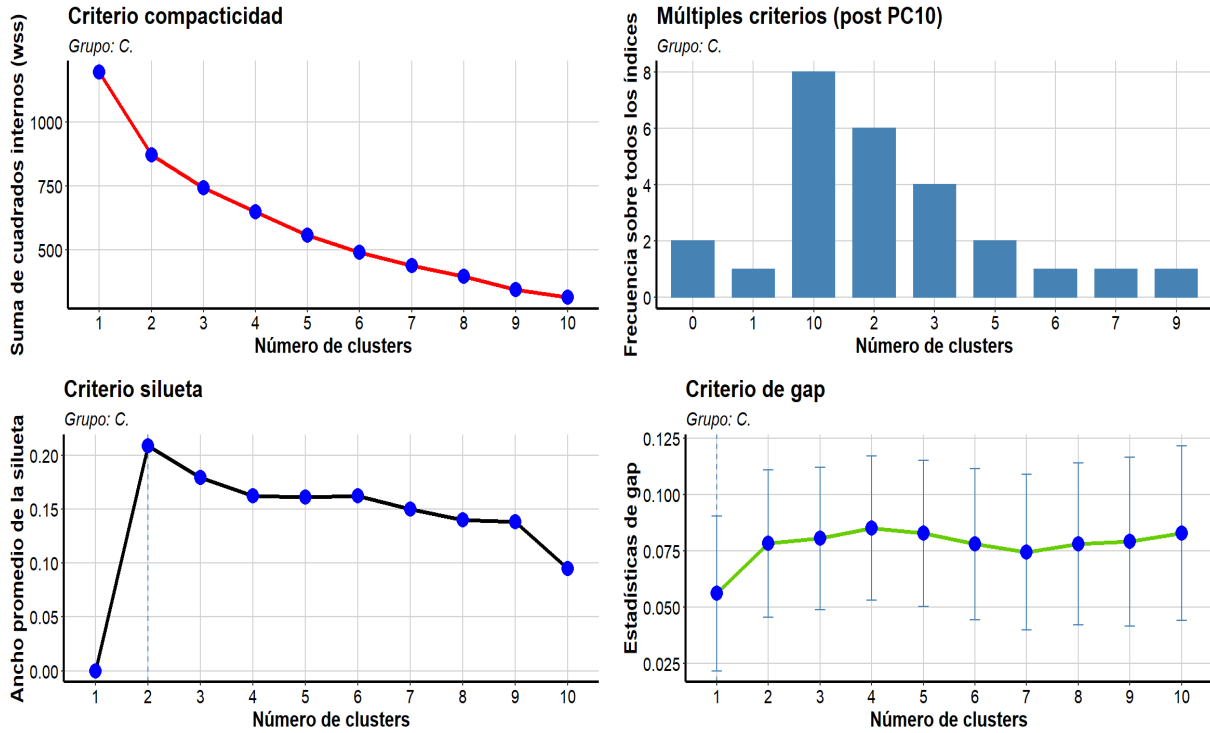 Criterio compacticidad
Grupo: C.
Suma de cuadrados internos (wss)
1000
750
500
1 2 3 4 5 6 7 8 9 10
Número de clusters
Múltiples criterios (post PC10)
Grupo: C.
Frecuencia sobre todos los índices
8
6
4
2
0
0 1 10 2 3 5 6 7 9
Número de clusters
Criterio silueta
Grupo: C.
Ancho promedio de la silueta
0.20
0.15
0.10
0.05
0.00
1 2 3 4 5 6 7 8 9 10
Número de clusters
Criterio de gap
Grupo: C.
Estadísticas de gap
0.125
0.100
0.075
0.050
0.025
1 2 3 4 5 6 7 8 9 10
Número de clusters